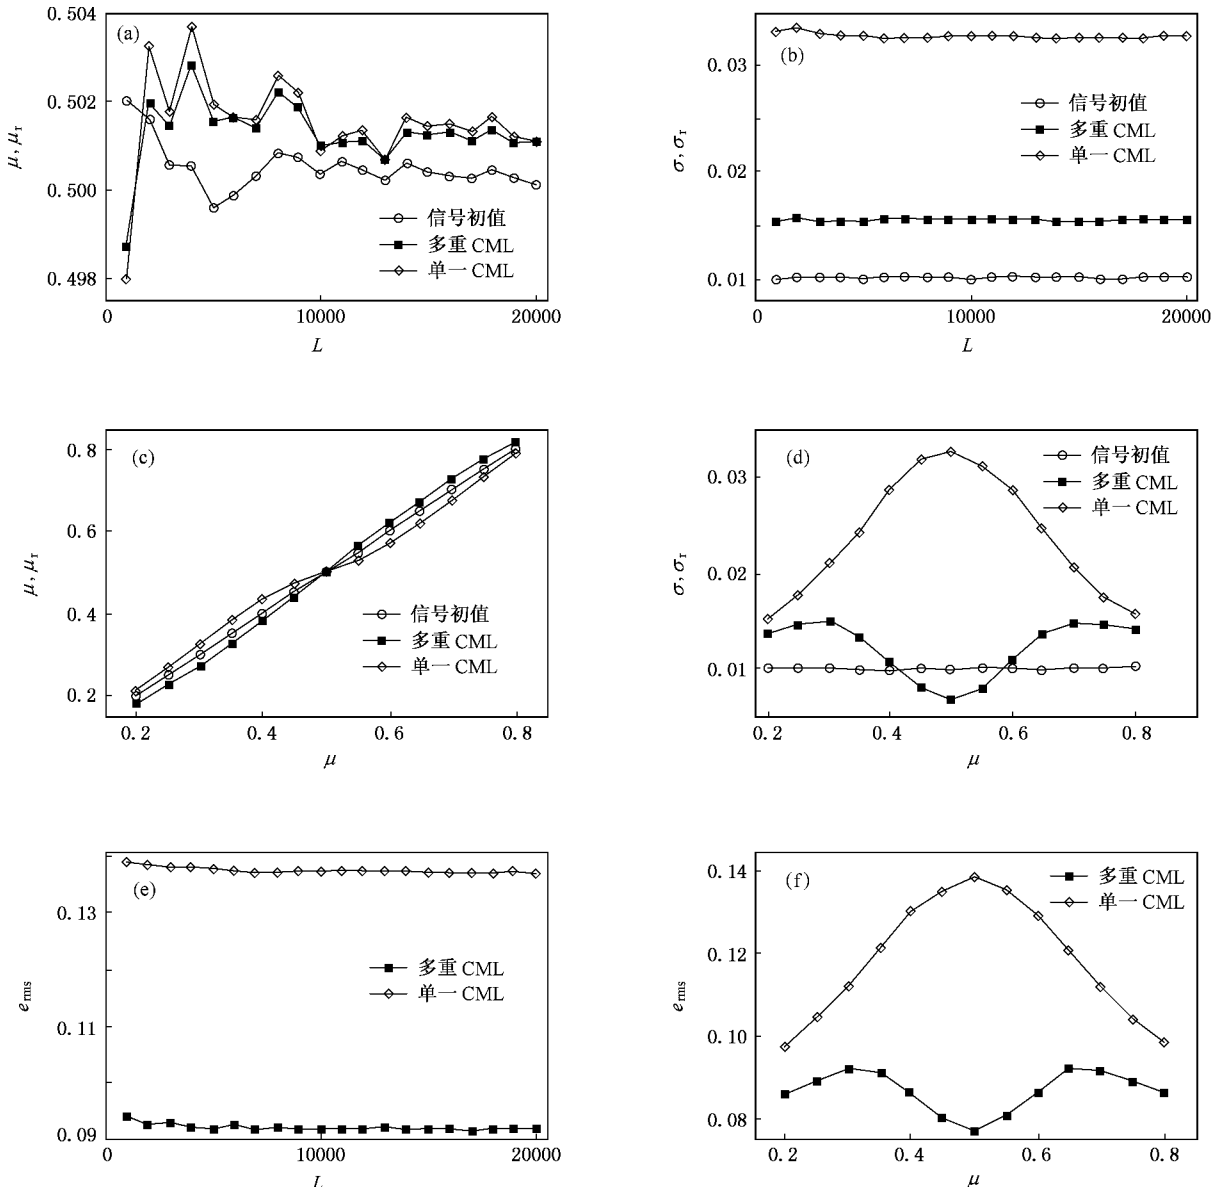 (a)
0.504
0.502
0.500
0.498
μ, μr
信号初值
多重 CML
单一 CML
0
10000
20000
L
(b)
0.03
0.02
0.01
σ, σr
信号初值
多重 CML
单一 CML
0
10000
20000
L
(c)
0.8
0.6
0.4
0.2
μ, μr
信号初值
多重 CML
单一 CML
0.2
0.4
0.6
0.8
μ
(d)
0.03
0.02
0.01
σ, σr
信号初值
多重 CML
单一 CML
0.2
0.4
0.6
0.8
μ
(e)
0.13
0.11
0.09
erms
多重 CML
单一 CML
0
10000
20000
L
(f)
0.14
0.12
0.10
0.08
erms
多重 CML
单一 CML
0.2
0.4
0.6
0.8
μ